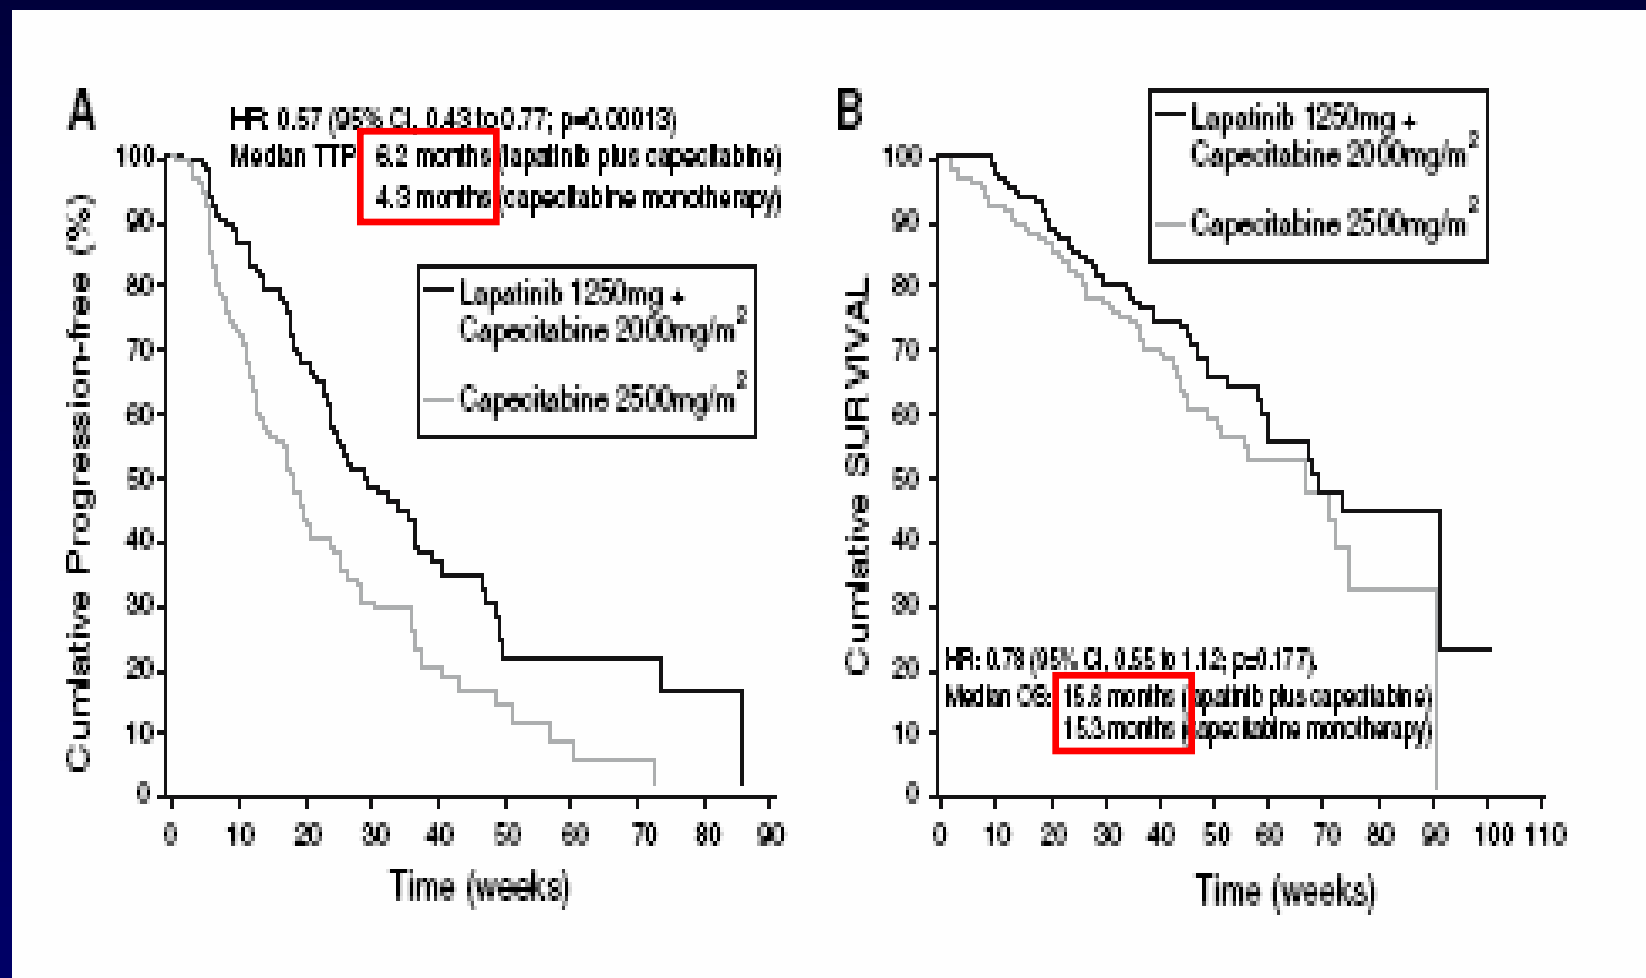 A
HR: 0.57 (95% CI, 0.43 to 0.77; p=0.00013)
Median TTP: 6.2 months (lapatinib plus capecitabine)
4.3 months (capecitabine monotherapy)
Lapatinib 1250mg +
Capecitabine 2000mg/m²
Capecitabine 2500mg/m²
Cumlative Progression-free (%)
100
90
80
70
60
50
40
30
20
10
0
0 10 20 30 40 50 60 70 80 90
Time (weeks)
B
Lapatinib 1250mg +
Capecitabine 2000mg/m²
Capecitabine 2500mg/m²
Cumlative SURVIVAL
100
90
80
70
60
50
40
30
20
10
0
HR: 0.78 (95% CI, 0.55 to 1.12; p=0.177).
Median OS: months (lapatinib plus capecitabine)
15.3 months (capecitabine monotherapy)
0 10 20 30 40 50 60 70 80 90 100 110
Time (weeks)